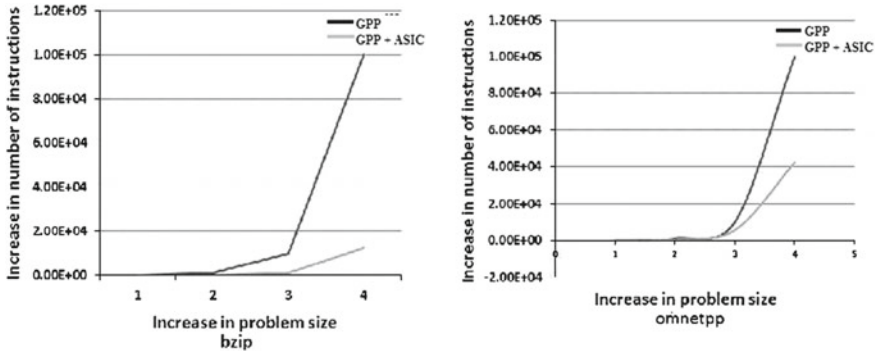 1.20E+05
1.00E+05
8.00E+04
6.00E+04
4.00E+04
2.00E+04
0.00E+00
Increase in number of instructions
GPP
GPP + ASIC
1 2 3 4
Increase in problem size
bzip
1.20E+05
1.00E+05
8.00E+04
6.00E+04
4.00E+04
2.00E+04
0.00E+00
-2.00E+04
Increase in number of instructions
GPP
GPP + ASIC
0 1 2 3 4 5
Increase in problem size
omnetpp